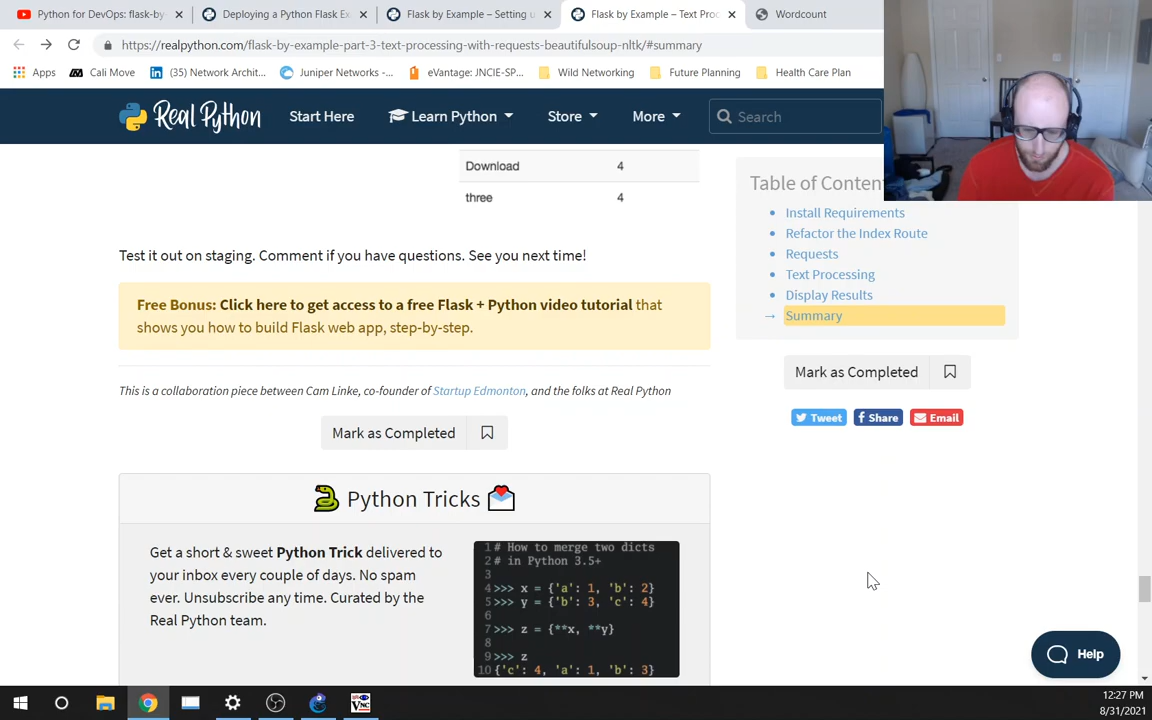 Python for DevOps: flask-by
Deploying a Python Flask Ex
Flask by Example – Setting u
Flask by Example – Text Proc
Wordcount
https://realpython.com/flask-by-example-part-3-text-processing-with-requests-beautifulsoup-nltk/#summary
Apps
Cali Move
(35) Network Archit...
Juniper Networks -...
eVantage: JNCIE-SP...
Wild Networking
Future Planning
Health Care Plan
Real Python
Start Here
Learn Python
Store
More
Search
Download 4
three 4
Table of Conten
Install Requirements
Refactor the Index Route
Requests
Text Processing
Display Results
→ Summary
Mark as Completed
Tweet
Share
Email
Test it out on staging. Comment if you have questions. See you next time!
Free Bonus: Click here to get access to a free Flask + Python video tutorial that
shows you how to build Flask web app, step-by-step.
This is a collaboration piece between Cam Linke, co-founder of Startup Edmonton, and the folks at Real Python
Mark as Completed
Python Tricks
Get a short & sweet Python Trick delivered to
your inbox every couple of days. No spam
ever. Unsubscribe any time. Curated by the
Real Python team.
1 # How to merge two dicts
2 # in Python 3.5+
3
4 >>> x = {'a': 1, 'b': 2}
5 >>> y = {'b': 3, 'c': 4}
6
7 >>> z = {**x, **y}
8
9 >>> z
10 {'c': 4, 'a': 1, 'b': 3}
Help
12:27 PM
8/31/2021